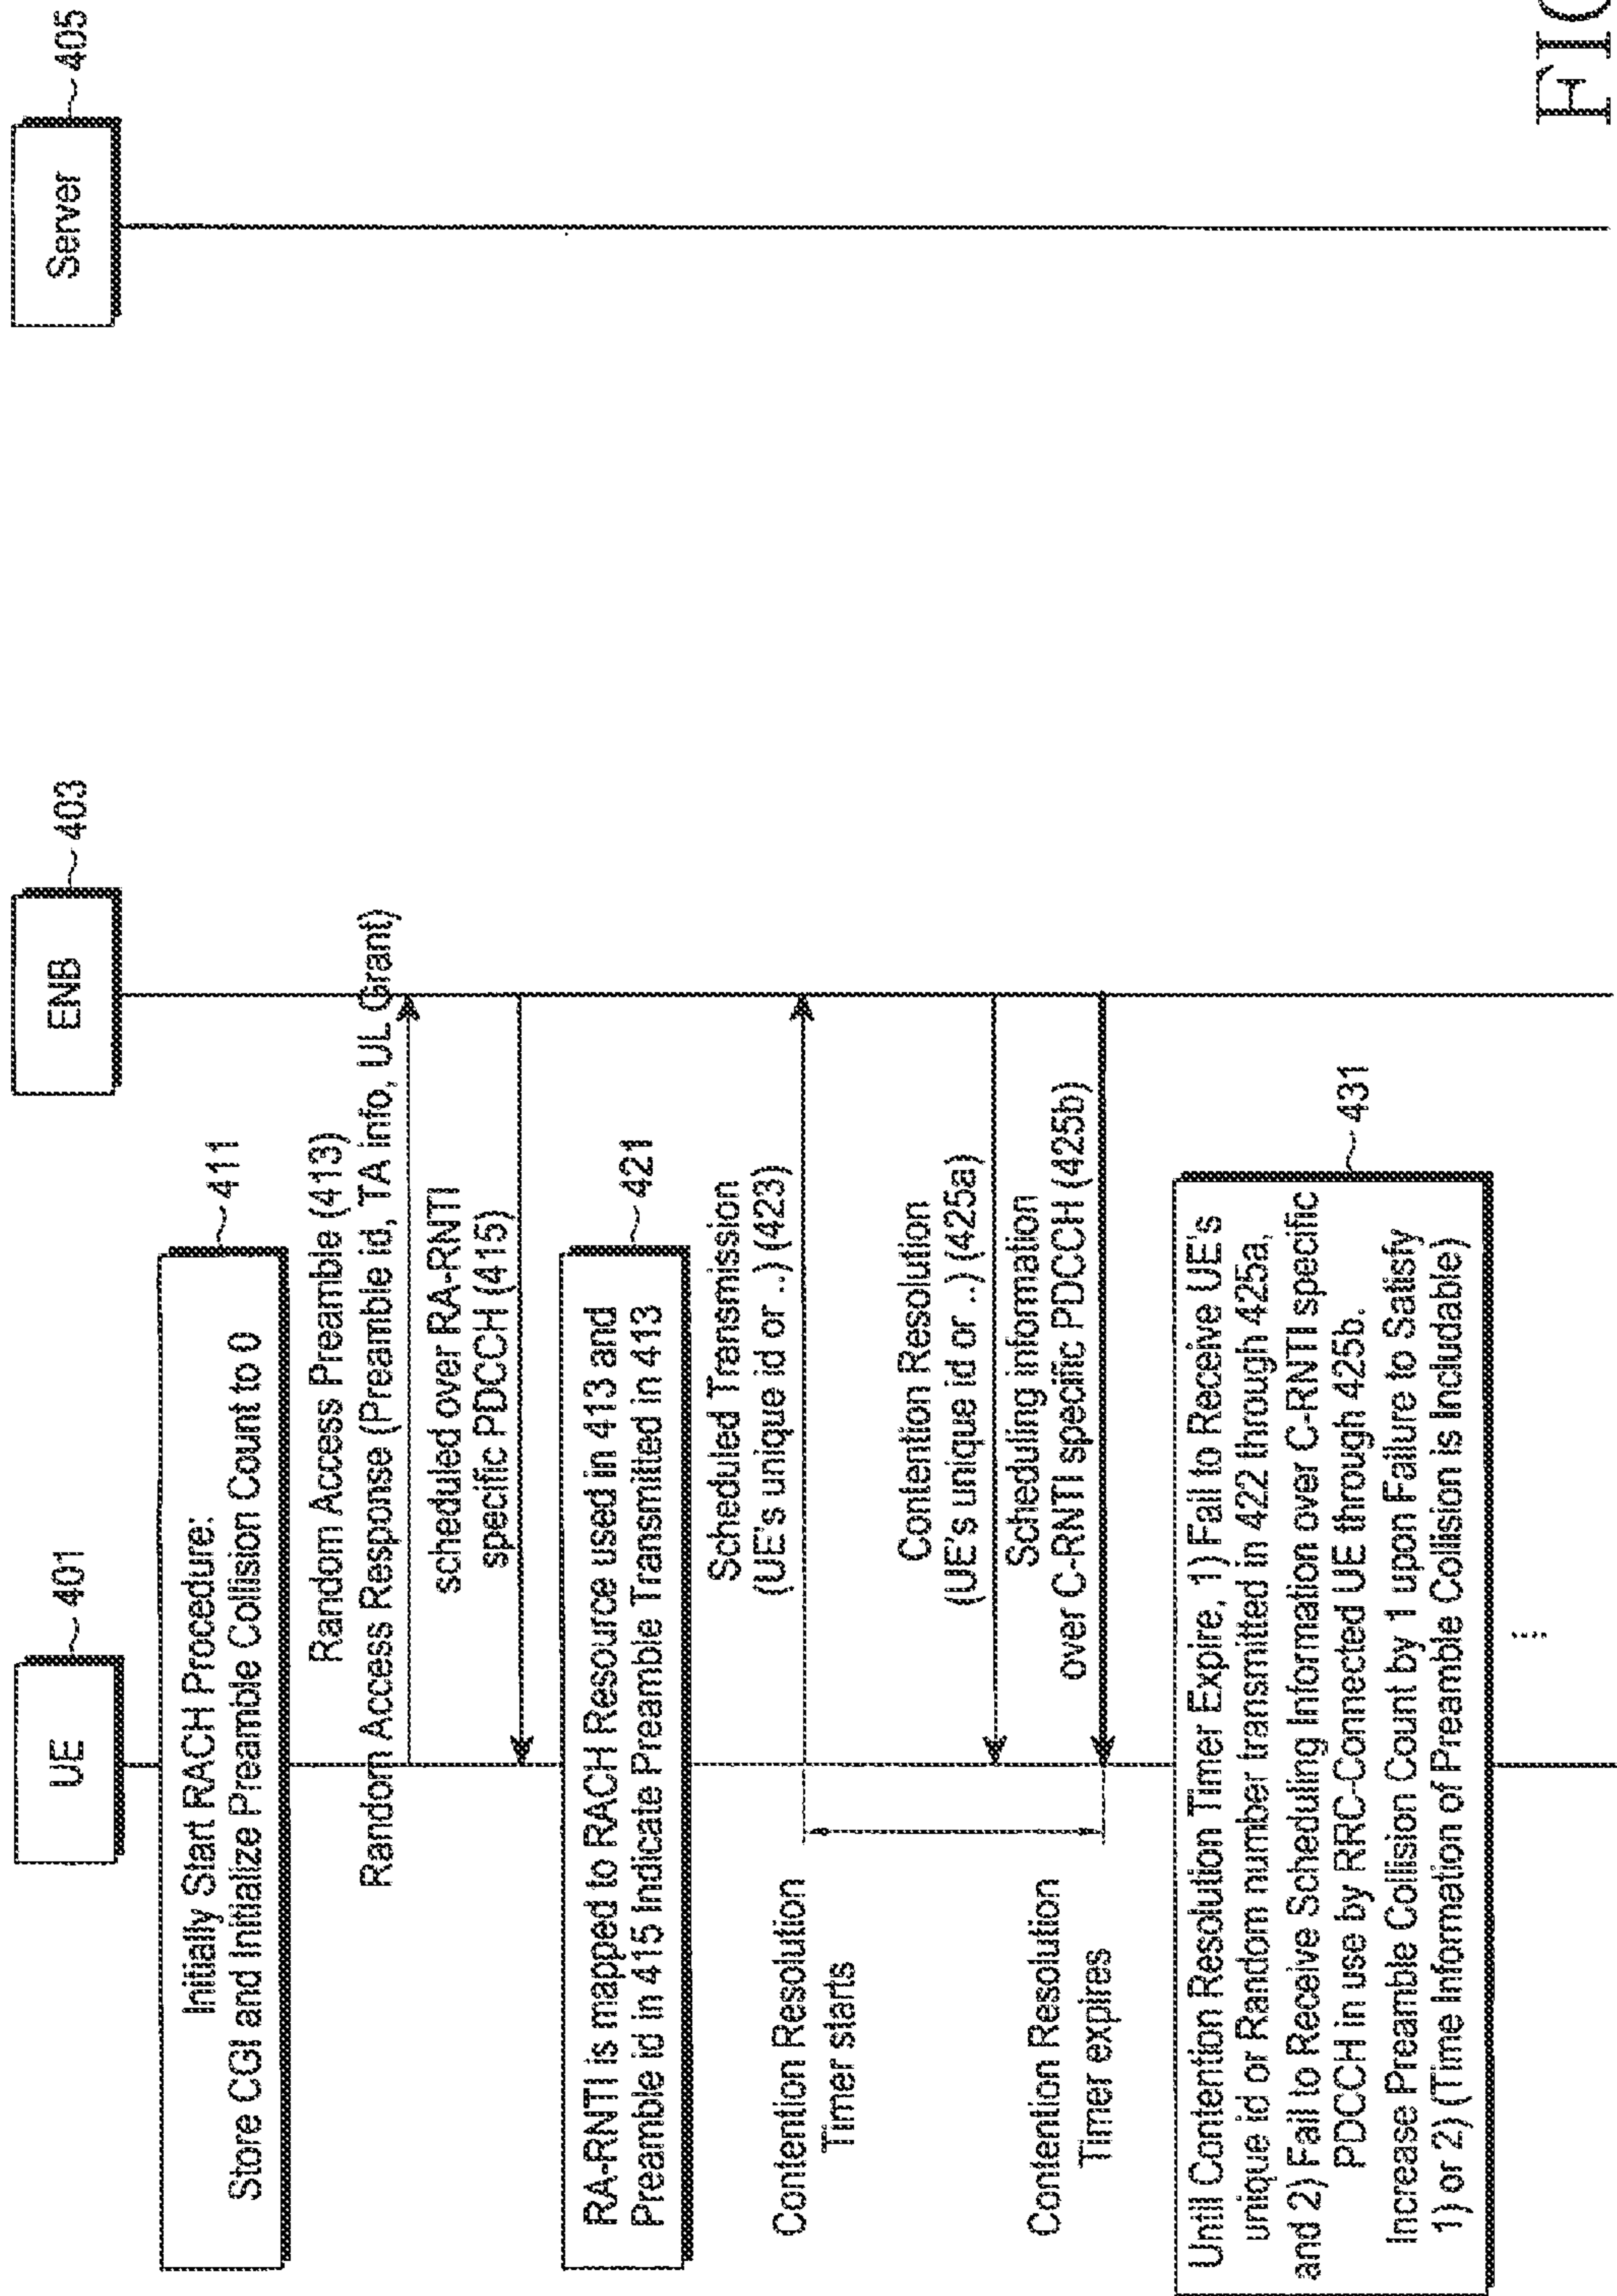 UE
401
ENB
403
Server
405
Initially Start RACH Procedure:
Store CGI and Initialize Preamble Collision Count to 0
411
Random Access Preamble (413)
Random Access Response (Preamble id, TA info, UL Grant)
scheduled over RA-RNTI
specific PDCCH (415)
RA-RNTI is mapped to RACH Resource used in 413 and
Preamble id in 415 Indicate Preamble Transmitted in 413
421
Scheduled Transmission
(UE's unique id or ..) (423)
Contention Resolution
Timer starts
Contention Resolution
(UE's unique id or ..) (425a)
Scheduling information
over C-RNTI specific PDCCH (425b)
Contention Resolution
Timer expires
Until Contention Resolution Timer Expire, 1) Fail to Receive UE's
unique id or Random number transmitted in 422 through 425a,
and 2) Fail to Receive Scheduling Information over C-RNTI specific
PDCCH in use by RRC-Connected UE through 425b.
Increase Preamble Collision Count by 1 upon Failure to Satisfy
1) or 2) (Time Information of Preamble Collision is Includable)
431